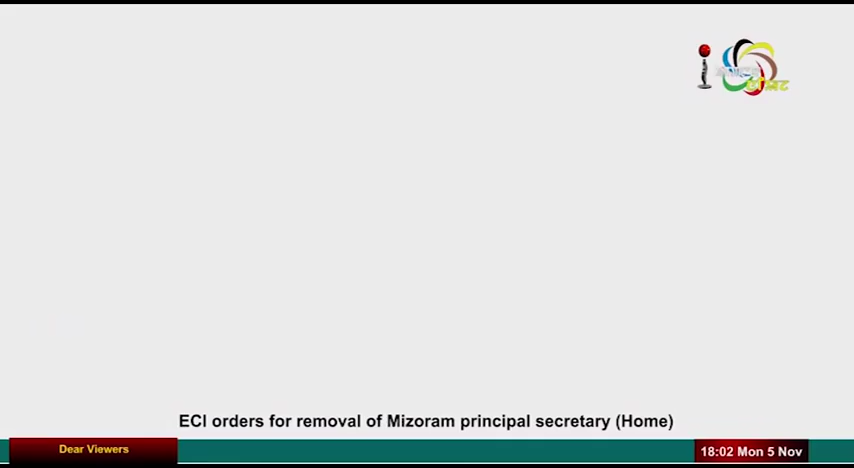 ECI orders for removal of Mizoram principal secretary (Home)
Dear Viewers
18:02 Mon 5 Nov